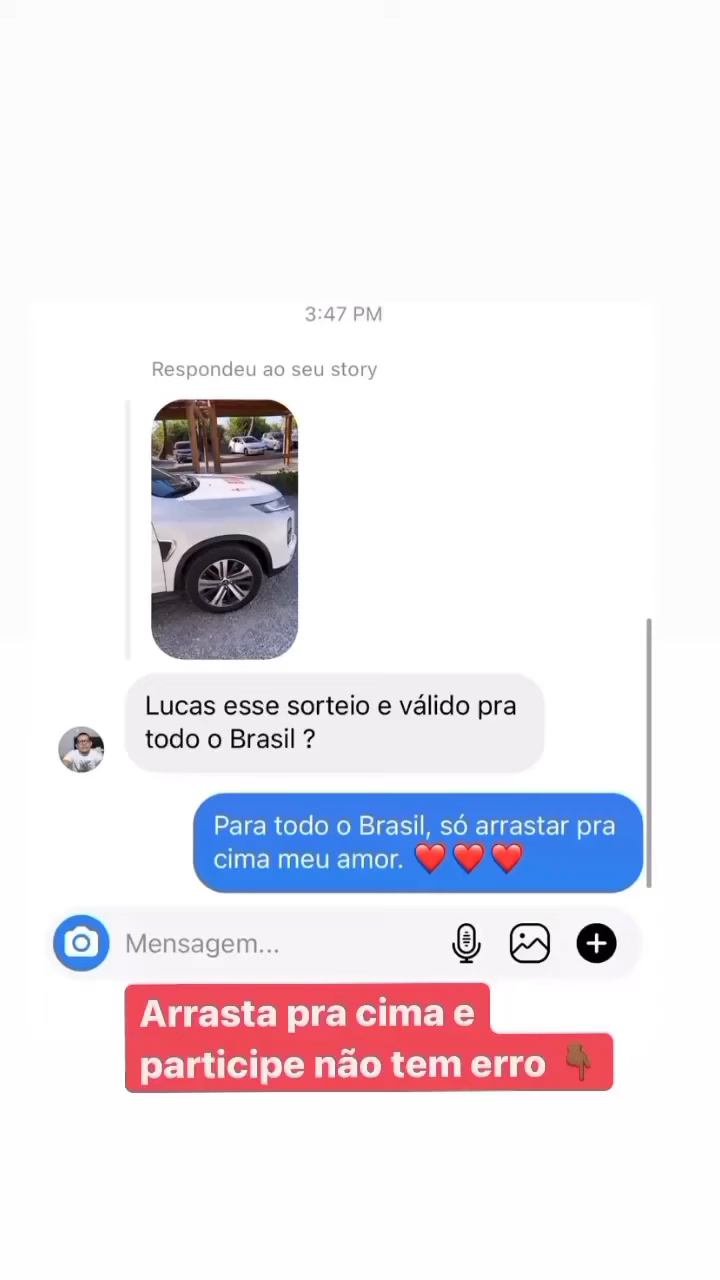 3:47 PM
Respondeu ao seu story
Lucas esse sorteio e válido pra
todo o Brasil ?
Para todo o Brasil, só arrastar pra
cima meu amor. ❤️❤️❤️
Mensagem...
Arrasta pra cima e
participe não tem erro 👇🏾